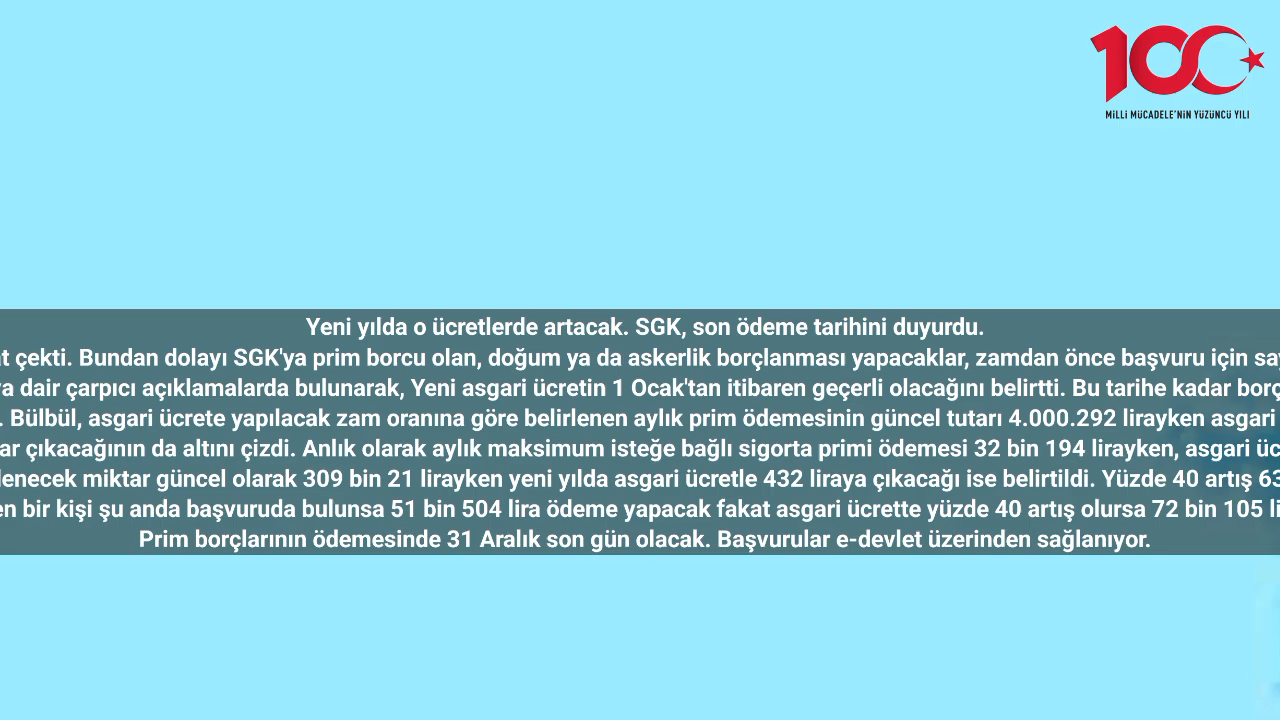 100
MİLLİ MÜCADELE'NİN YÜZÜNCÜ YILI
Yeni yılda o ücretlerde artacak. SGK, son ödeme tarihini duyurdu.
çekti. Bundan dolayı SGK'ya prim borcu olan, doğum ya da askerlik borçlanması yapacaklar, zamdan önce başvuru için
dair çarpıcı açıklamalarda bulunarak, Yeni asgari ücretin 1 Ocak'tan itibaren geçerli olacağını belirtti. Bu tarihe kadar
. Bülbül, asgari ücrete yapılacak zam oranına göre belirlenen aylık prim ödemesinin güncel tutarı 4.000.292 lirayken asgari
çıkacağının da altını çizdi. Anlık olarak aylık maksimum isteğe bağlı sigorta primi ödemesi 32 bin 194 lirayken, asgari
miktar güncel olarak 309 bin 21 lirayken yeni yılda asgari ücretle 432 liraya çıkacağı ise belirtildi. Yüzde 40 artış
bir kişi şu anda başvuruda bulunsa 51 bin 504 lira ödeme yapacak fakat asgari ücrette yüzde 40 artış olursa 72 bin 105
Prim borçlarının ödemesinde 31 Aralık son gün olacak. Başvurular e-devlet üzerinden sağlanıyor.